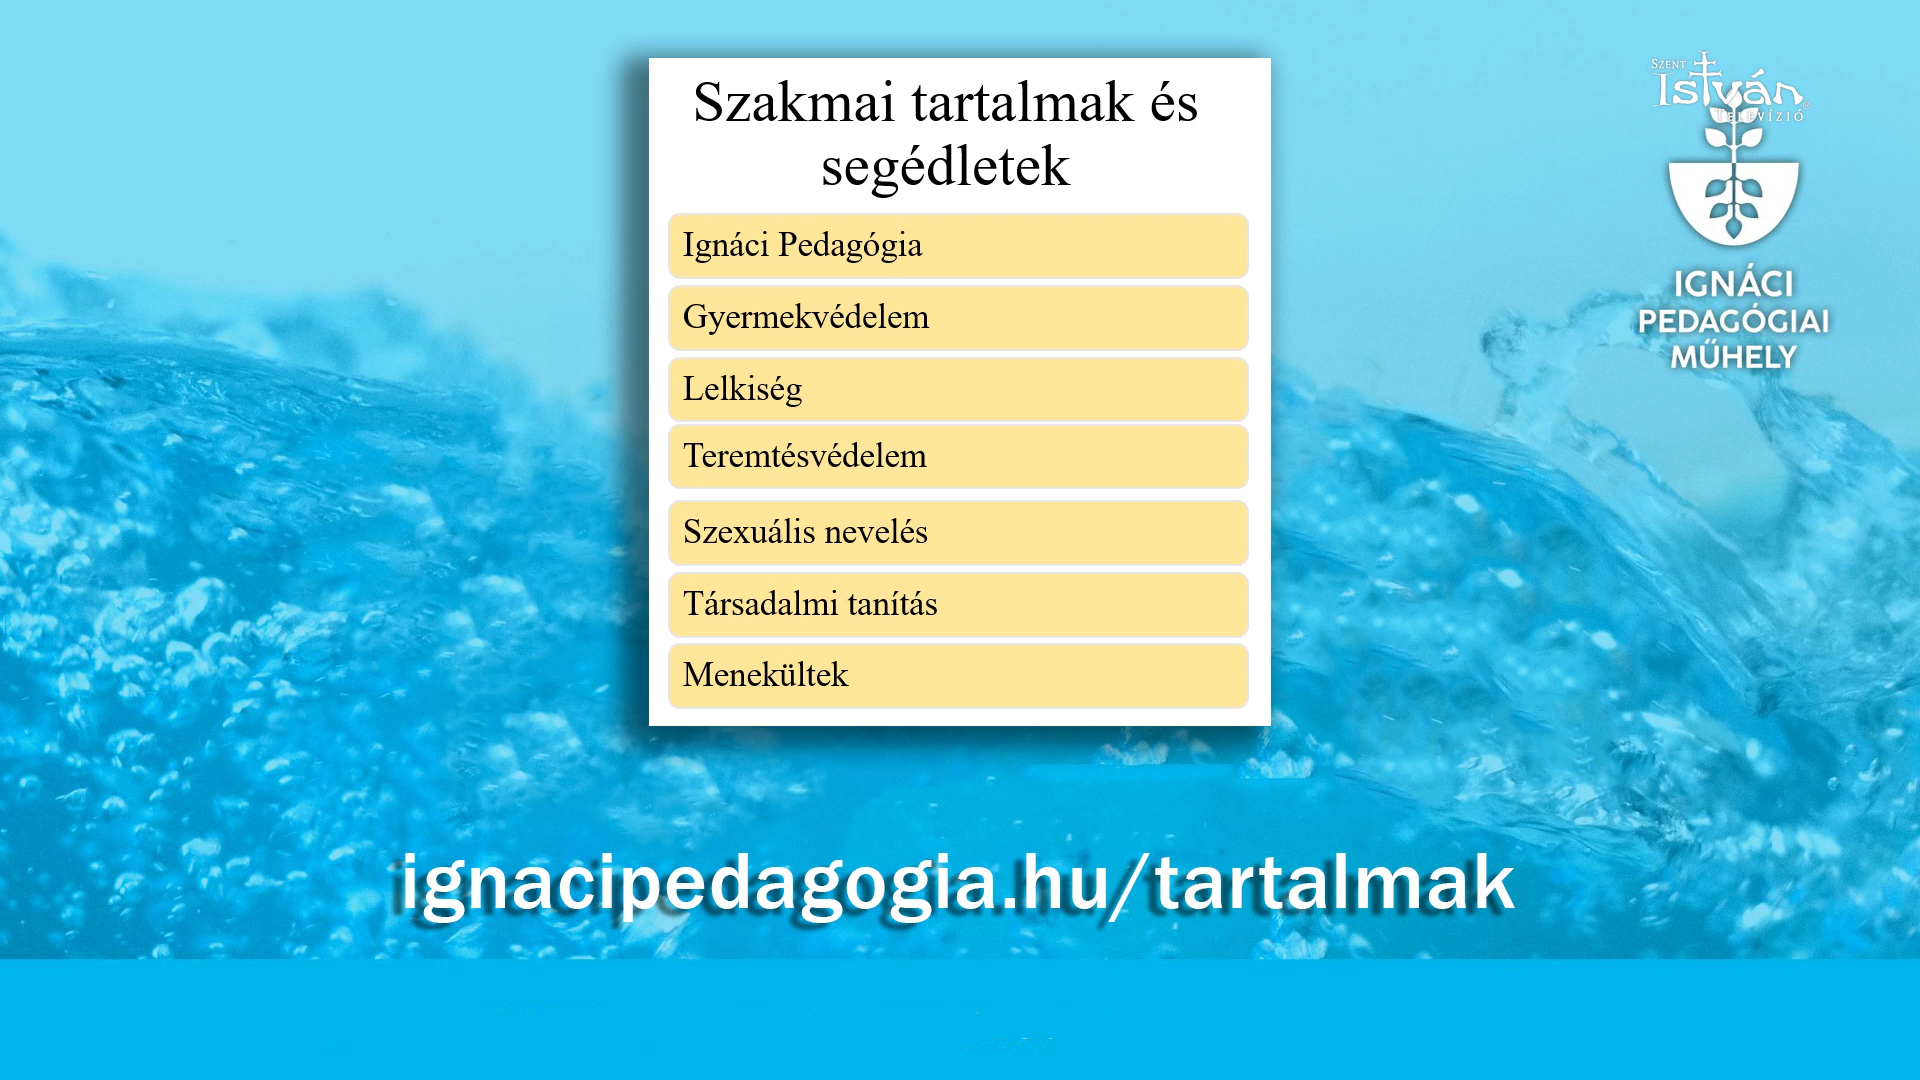 Szakmai tartalmak és
segédletek
Ignáci Pedagógia
Gyermekvédelem
Lelkiség
Teremtésvédelem
Szexuális nevelés
Társadalmi tanítás
Menekültek
SZENT
István
TELEVÍZIÓ
IGNÁCI
PEDAGÓGIAI
MŰHELY
ignacipedagogia.hu/tartalmak